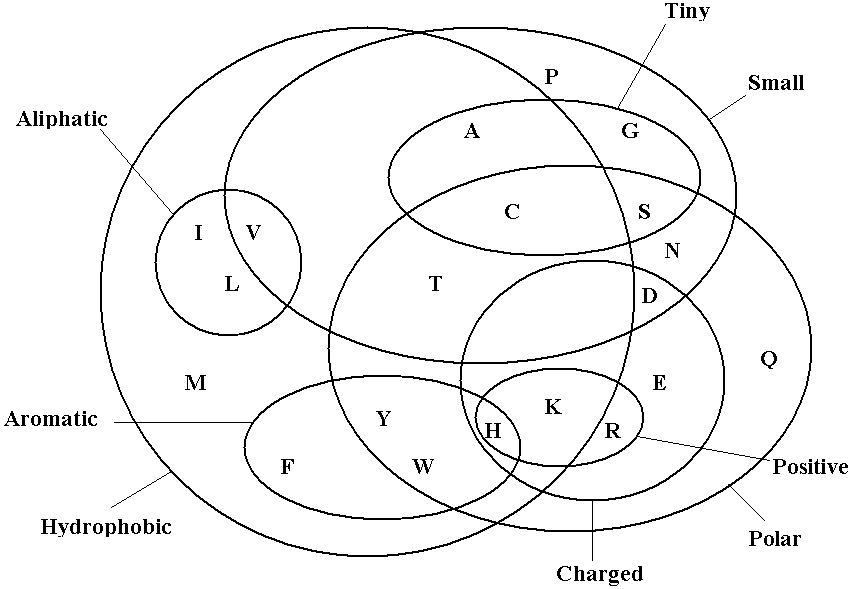 Tiny
P
Small
Aliphatic
A
G
C
S
I
V
N
L
T
D
Q
M
E
K
Aromatic
Y
H
R
F
W
Positive
Hydrophobic
Polar
Charged